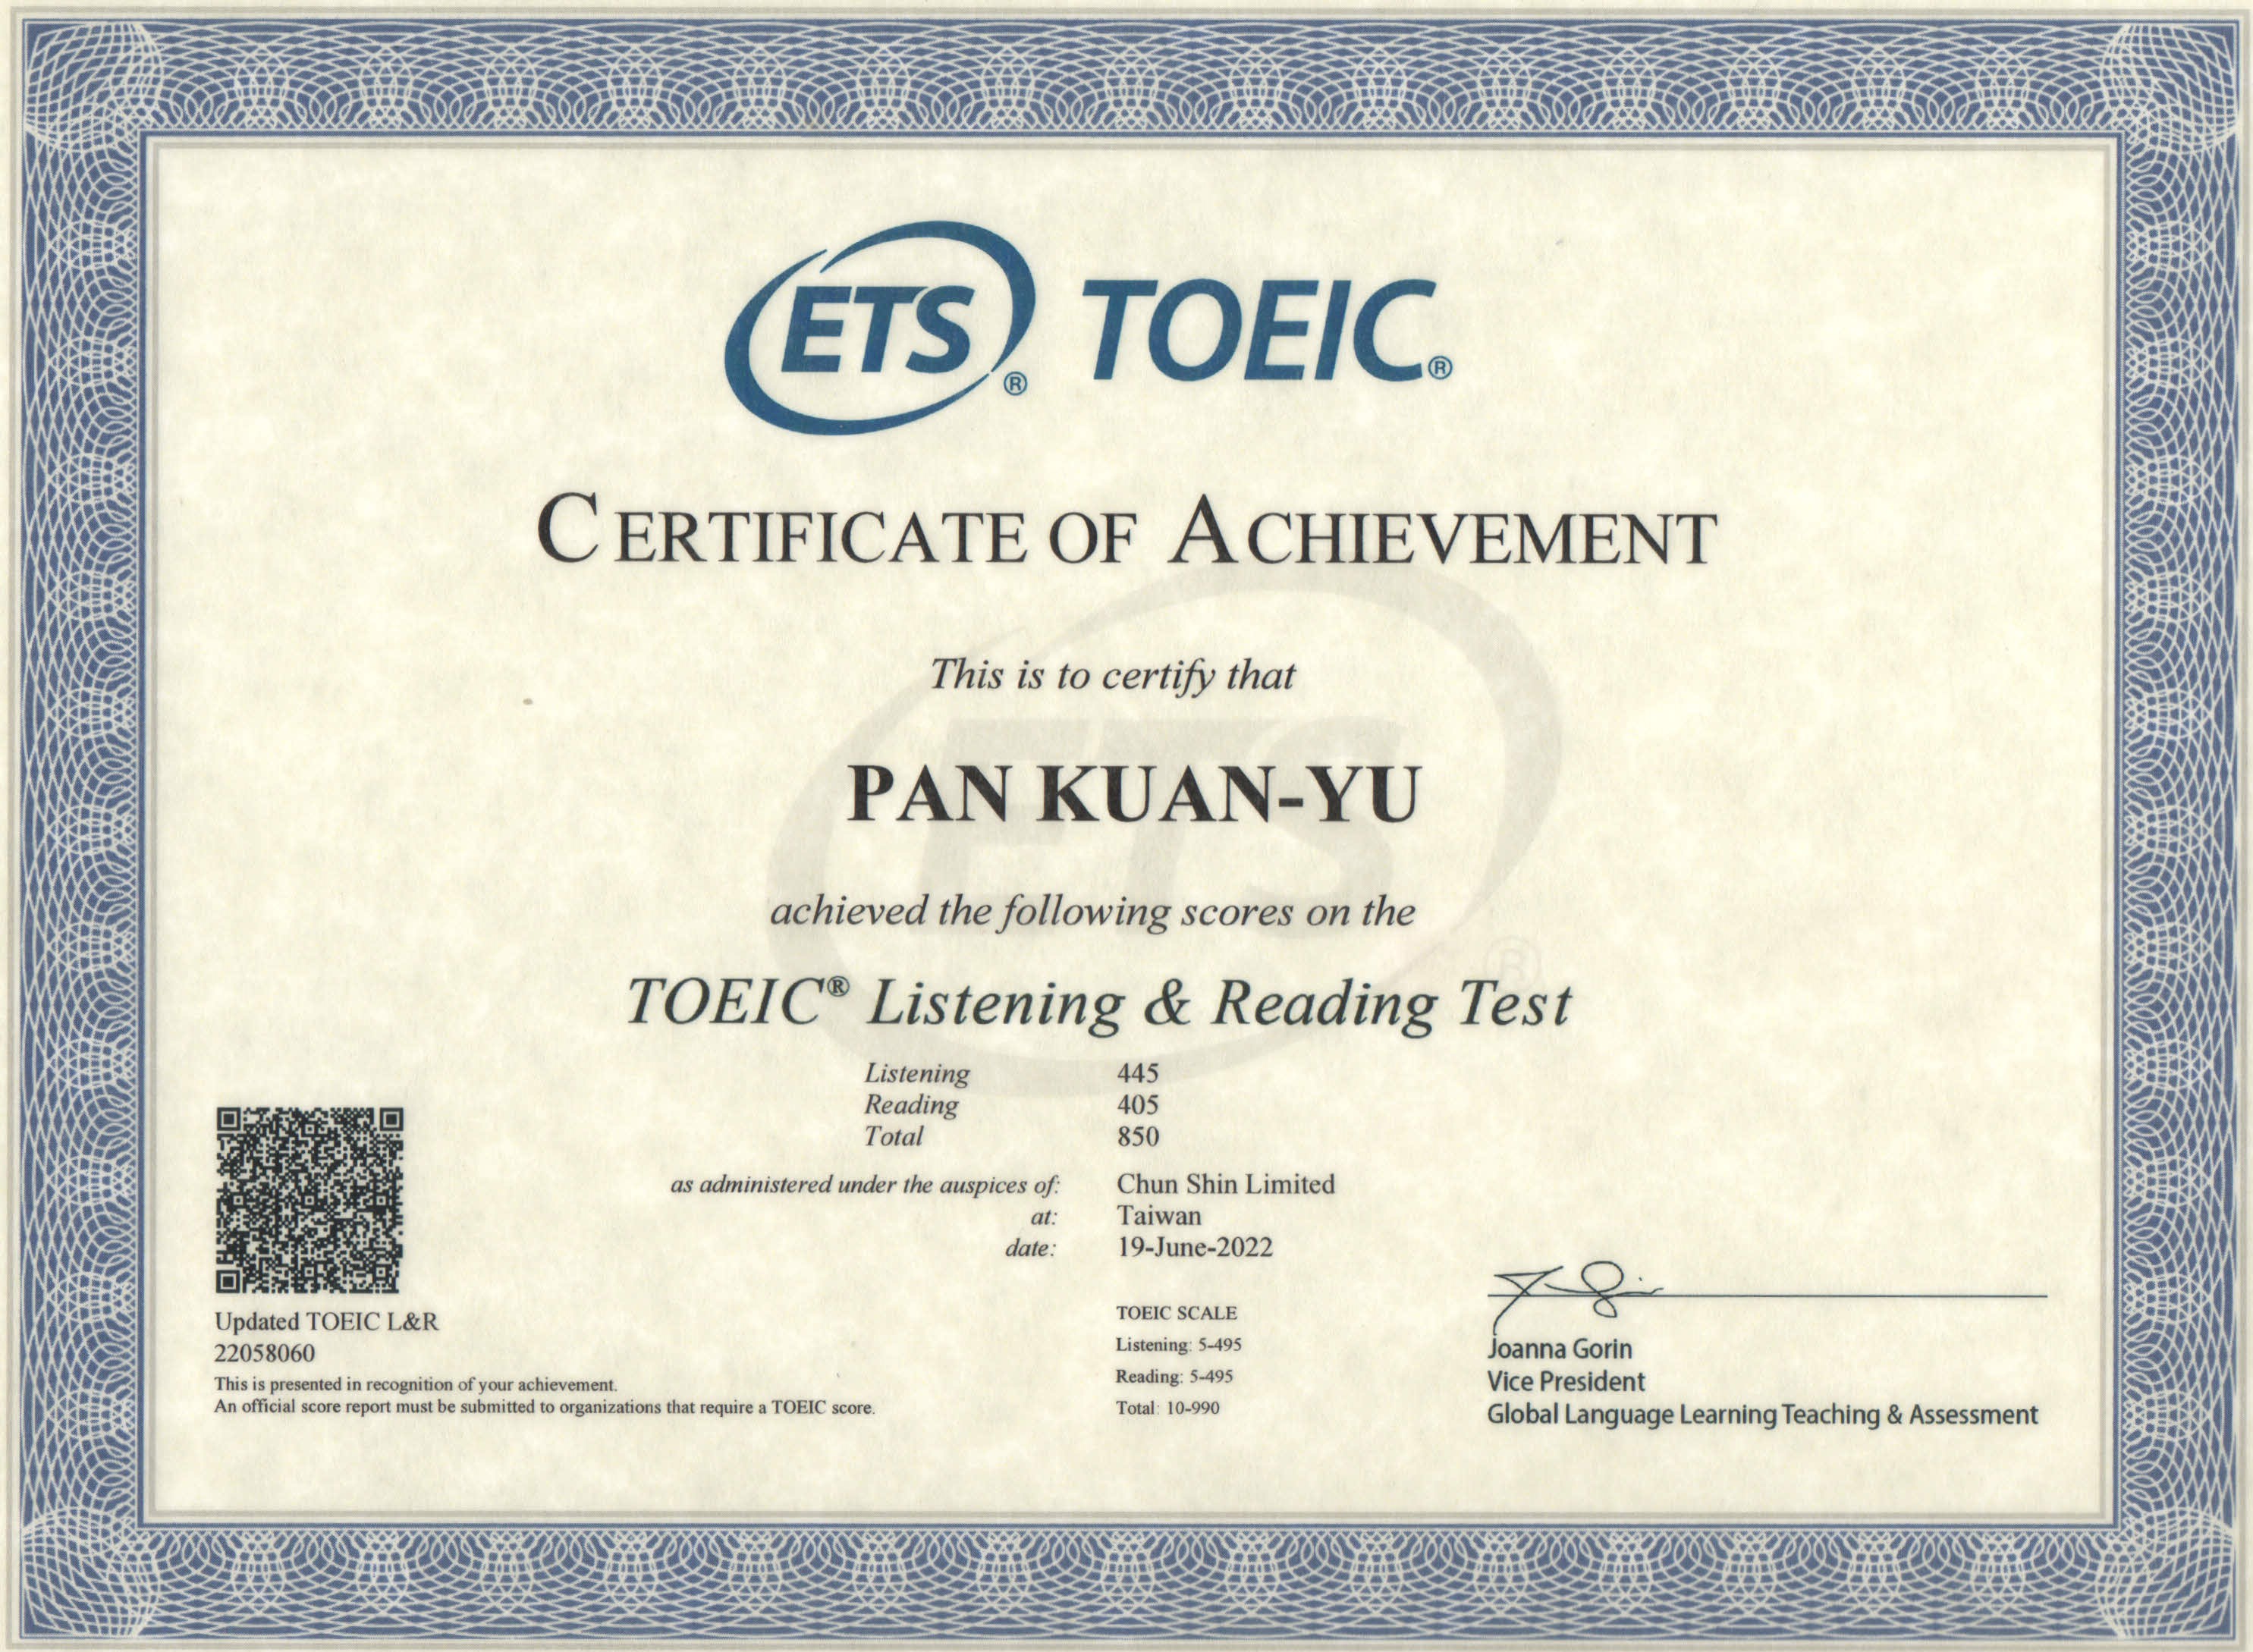 ETS® TOEIC®
CERTIFICATE OF ACHIEVEMENT
This is to certify that
PAN KUAN-YU
achieved the following scores on the
TOEIC® Listening & Reading Test
Listening 445
Reading 405
Total 850
as administered under the auspices of: Chun Shin Limited
at: Taiwan
date: 19-June-2022
Updated TOEIC L&R
22058060
This is presented in recognition of your achievement.
An official score report must be submitted to organizations that require a TOEIC score.
TOEIC SCALE
Listening: 5-495
Reading: 5-495
Total: 10-990
Joanna Gorin
Vice President
Global Language Learning Teaching & Assessment
ETS®